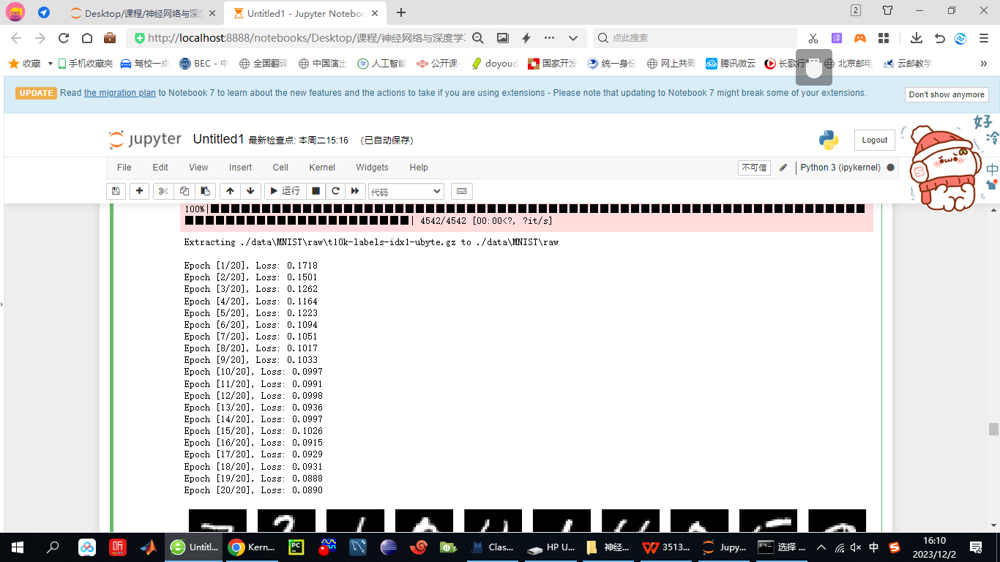 Desktop/课程/神经网络与深度
Untitled1 - Jupyter Notebo
2
http://localhost:8888/notebooks/Desktop/课程/神经网络与深度学
点此搜索
译
收藏 手机收藏夹 驾校一点 BEC - 中 全国翻译 中国演出 人工智能 公开课 doyoud 国家开发 统一身份 网上共青 腾讯微云 长歌行 北京邮电 云邮教学
UPDATE Read the migration plan to Notebook 7 to learn about the new features and the actions to take if you are using extensions - Please note that updating to Notebook 7 might break some of your extensions.
Don't show anymore
jupyter Untitled1 最新检查点: 本周二15:16 (已自动保存)
Logout
好冷
File Edit View Insert Cell Kernel Widgets Help
不可信 Python 3 (ipykernel)
中
运行 代码
100%|
| 4542/4542 [00:00<?, ?it/s]
Extracting ./data\MNIST\raw\t10k-labels-idx1-ubyte.gz to ./data\MNIST\raw
Epoch [1/20], Loss: 0.1718
Epoch [2/20], Loss: 0.1501
Epoch [3/20], Loss: 0.1262
Epoch [4/20], Loss: 0.1164
Epoch [5/20], Loss: 0.1223
Epoch [6/20], Loss: 0.1094
Epoch [7/20], Loss: 0.1051
Epoch [8/20], Loss: 0.1017
Epoch [9/20], Loss: 0.1033
Epoch [10/20], Loss: 0.0997
Epoch [11/20], Loss: 0.0991
Epoch [12/20], Loss: 0.0998
Epoch [13/20], Loss: 0.0936
Epoch [14/20], Loss: 0.0997
Epoch [15/20], Loss: 0.1026
Epoch [16/20], Loss: 0.0915
Epoch [17/20], Loss: 0.0929
Epoch [18/20], Loss: 0.0931
Epoch [19/20], Loss: 0.0888
Epoch [20/20], Loss: 0.0890
听 Untitl... Kern... PC Clas... HP U... 神经... 3513... Jupy... 选择 ... 中
16:10
2023/12/2